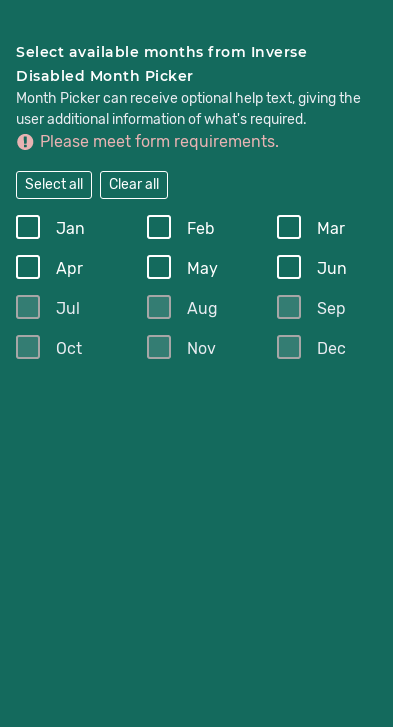 Select available months from Inverse
Disabled Month Picker
Month Picker can receive optional help text, giving the
user additional information of what's required.
Please meet form requirements.
Select all Clear all
Jan Feb Mar
Apr May Jun
Jul Aug Sep
Oct Nov Dec